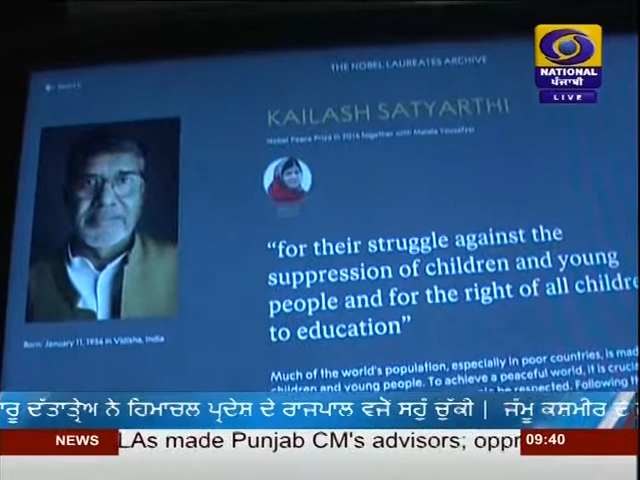 Search
THE NOBEL LAUREATES ARCHIVE
NATIONAL
ਪੰਜਾਬੀ
LIVE
KAILASH SATYARTHI
Nobel Peace Prize in 2014 together with Malala Yousafzai
“for their struggle against the
suppression of children and young
people and for the right of all childre
to education”
Born: January 11, 1954 in Vidisha, India
Much of the world's population, especially in poor countries, is mad
children and young people. To achieve a peaceful world, it is crucia
be respected. Following in
ਰੂ ਦੱਤਾਤ੍ਰੇਅ ਨੇ ਹਿਮਾਚਲ ਪ੍ਰਦੇਸ਼ ਦੇ ਰਾਜਪਾਲ ਵਜੋਂ ਸਹੁੰ ਚੁੱਕੀ | ਜੰਮੂ ਕਸ਼ਮੀਰ ਦੇ
NEWS
LAs made Punjab CM's advisors; oppn
09:40